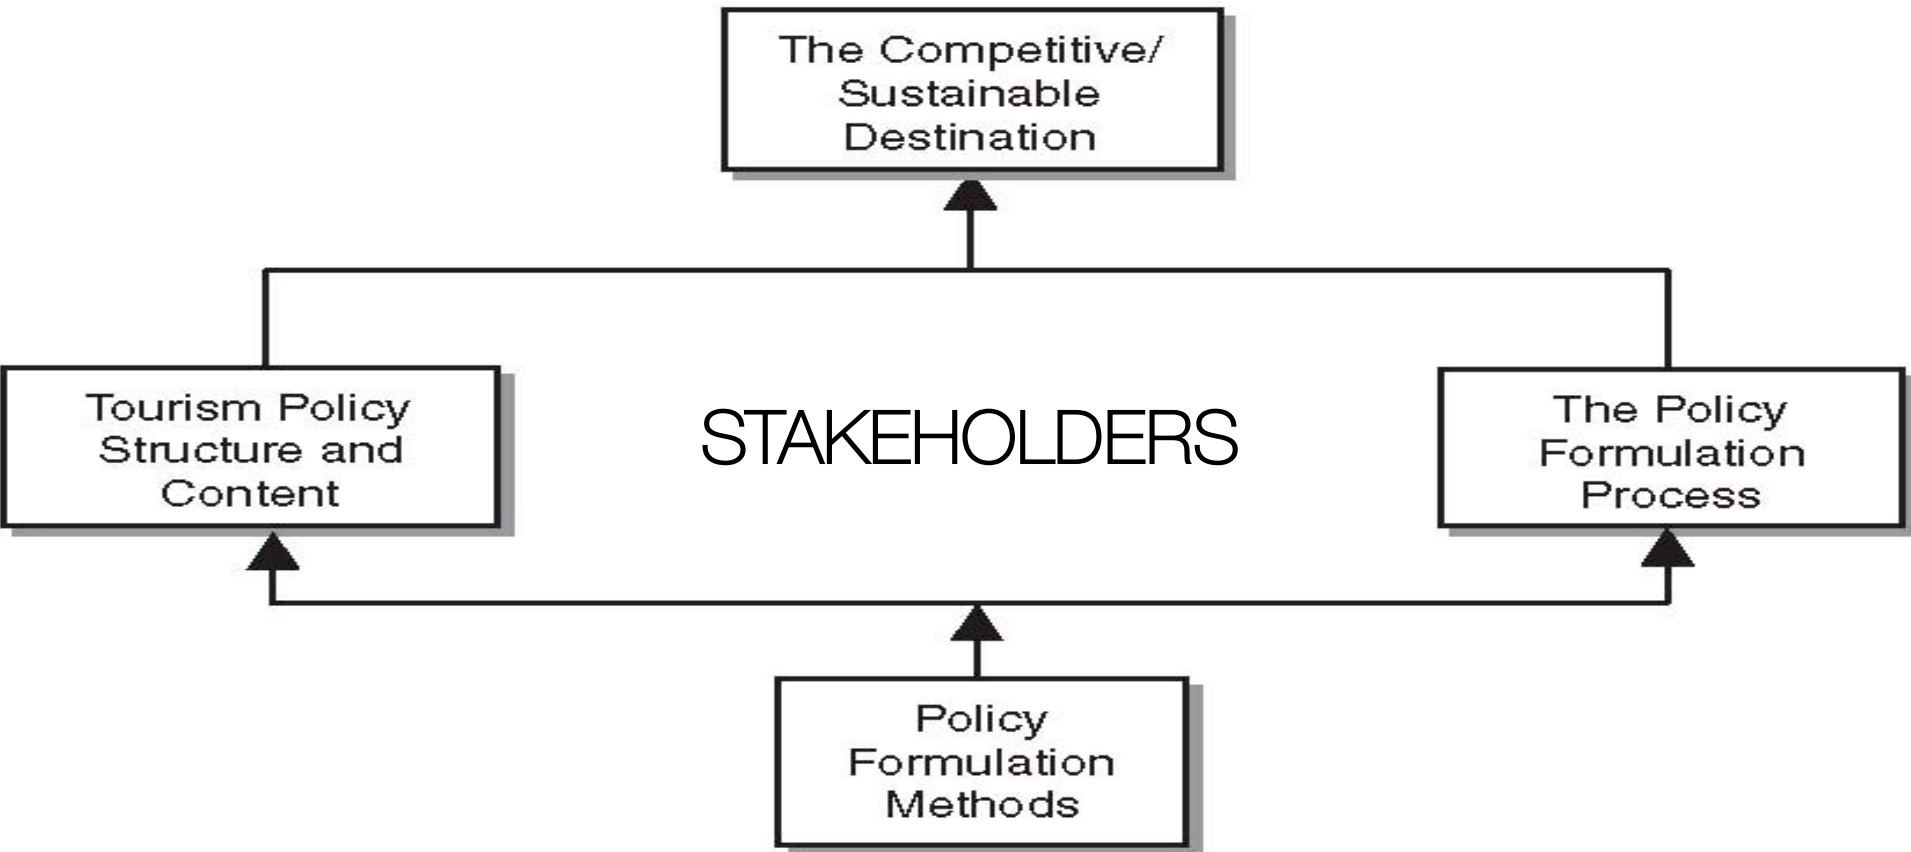 The Competitive/
Sustainable
Destination
Tourism Policy
Structure and
Content
STAKEHOLDERS
The Policy
Formulation
Process
Policy
Formulation
Methods